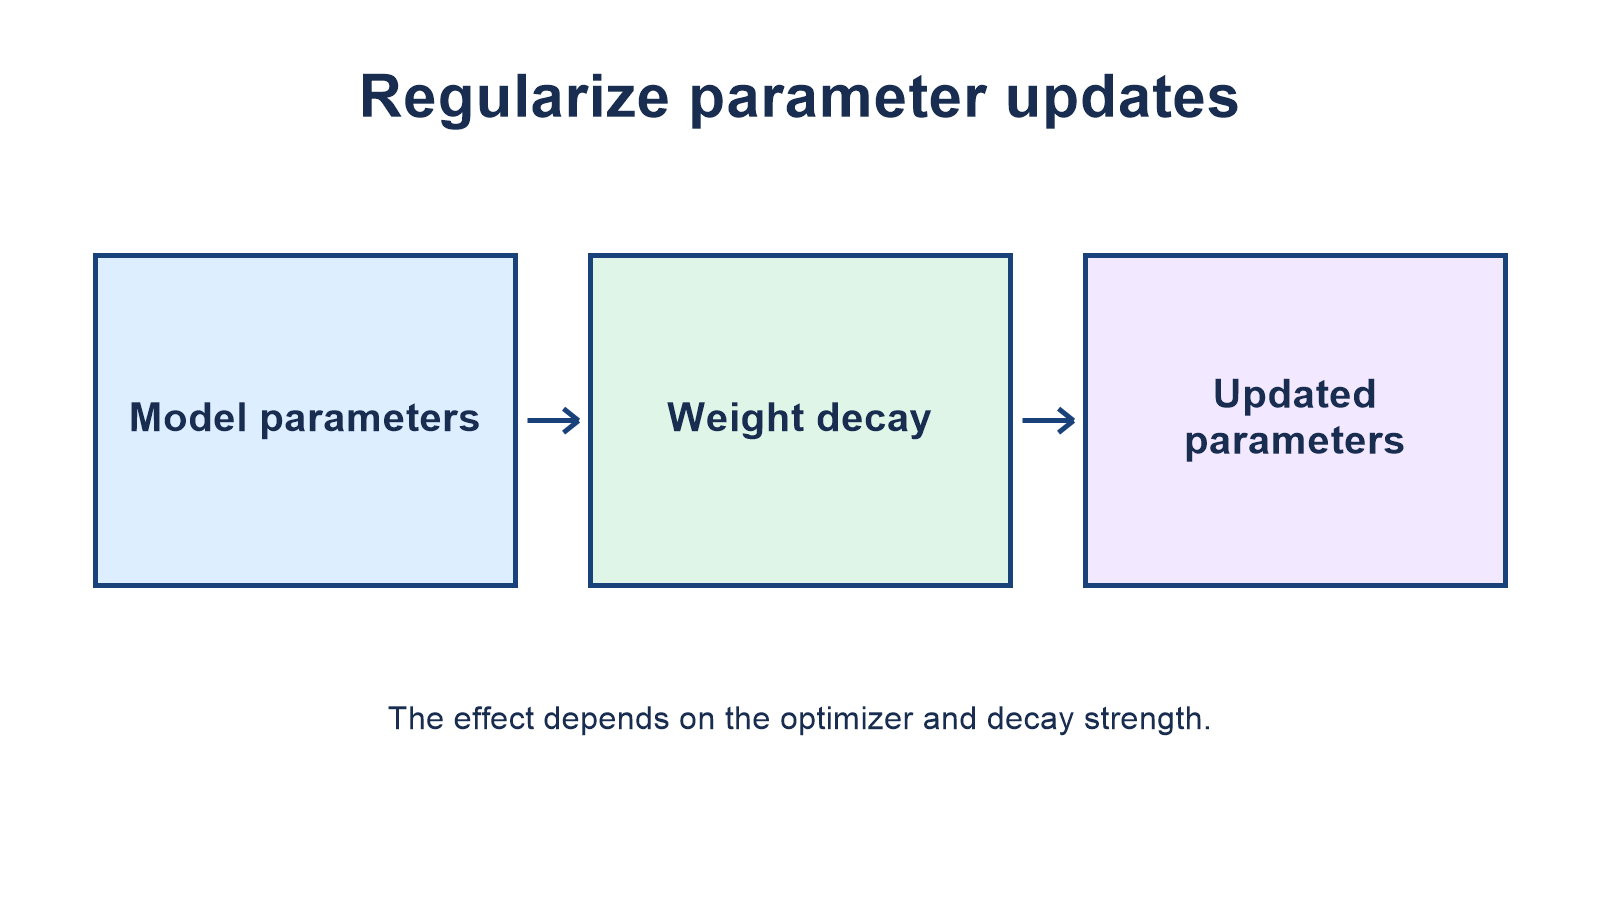 Regularize parameter updates
Model parameters
Weight decay
Updated
parameters
The effect depends on the optimizer and decay strength.